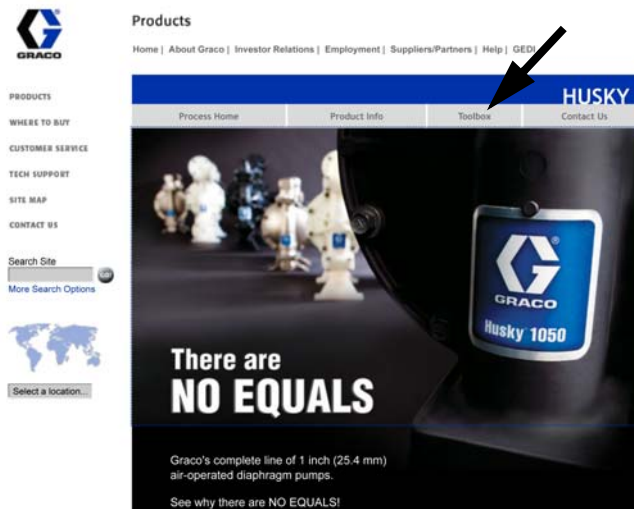 GRACO
Products
Home | About Graco | Investor Relations | Employment | Suppliers/Partners | Help | GEDI
PRODUCTS
WHERE TO BUY
CUSTOMER SERVICE
TECH SUPPORT
SITE MAP
CONTACT US
Search Site
GO!
More Search Options
Select a location...
HUSKY
Process Home
Product Info
Toolbox
Contact Us
GRACO
Husky 1050
There are
NO EQUALS
Graco's complete line of 1 inch (25.4 mm)
air-operated diaphragm pumps.
See why there are NO EQUALS!